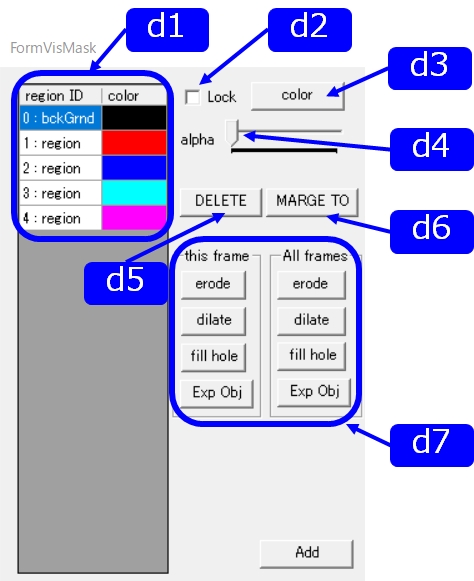 d1
d2
FormVisMask
d3
region ID color
Lock
color
0 : bckGrnd
1 : region
alpha
d4
2 : region
3 : region
DELETE
MARGE TO
4 : region
d6
d5
this frame
All frames
erode
erode
dilate
dilate
fill hole
fill hole
Exp Obj
Exp Obj
d7
Add